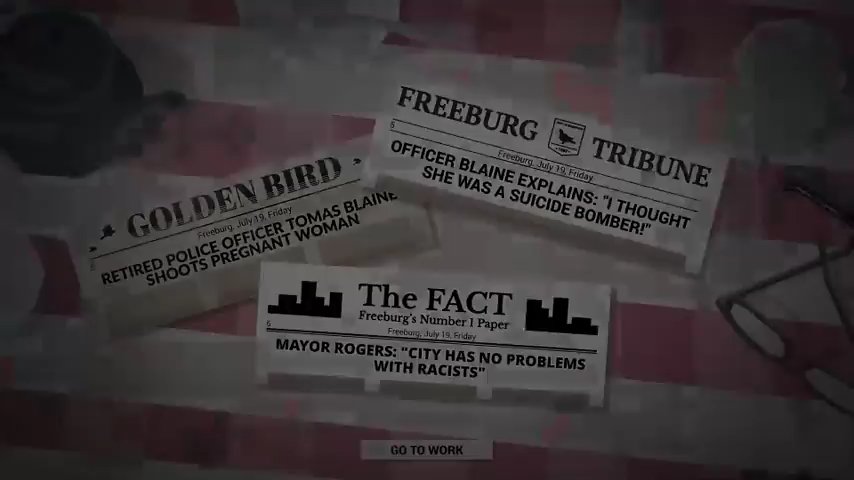 GOLDEN BIRD
Freeburg, July 19, Friday
RETIRED POLICE OFFICER TOMAS BLAINE
SHOOTS PREGNANT WOMAN
FREEBURG TRIBUNE
Freeburg, July 19, Friday
OFFICER BLAINE EXPLAINS: "I THOUGHT
SHE WAS A SUICIDE BOMBER!"
The FACT
Freeburg's Number 1 Paper
Freeburg, July 19, Friday
MAYOR ROGERS: "CITY HAS NO PROBLEMS
WITH RACISTS"
GO TO WORK